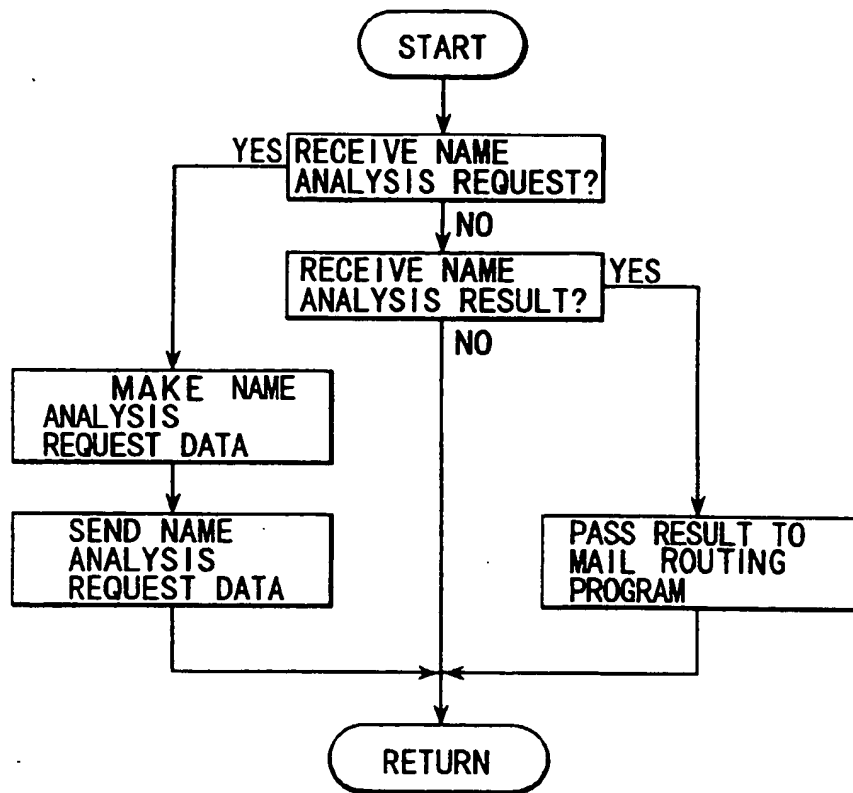 START
YES
RECEIVE NAME
ANALYSIS REQUEST?
NO
RECEIVE NAME
ANALYSIS RESULT?
YES
NO
MAKE NAME
ANALYSIS
REQUEST DATA
SEND NAME
ANALYSIS
REQUEST DATA
PASS RESULT TO
MAIL ROUTING
PROGRAM
RETURN